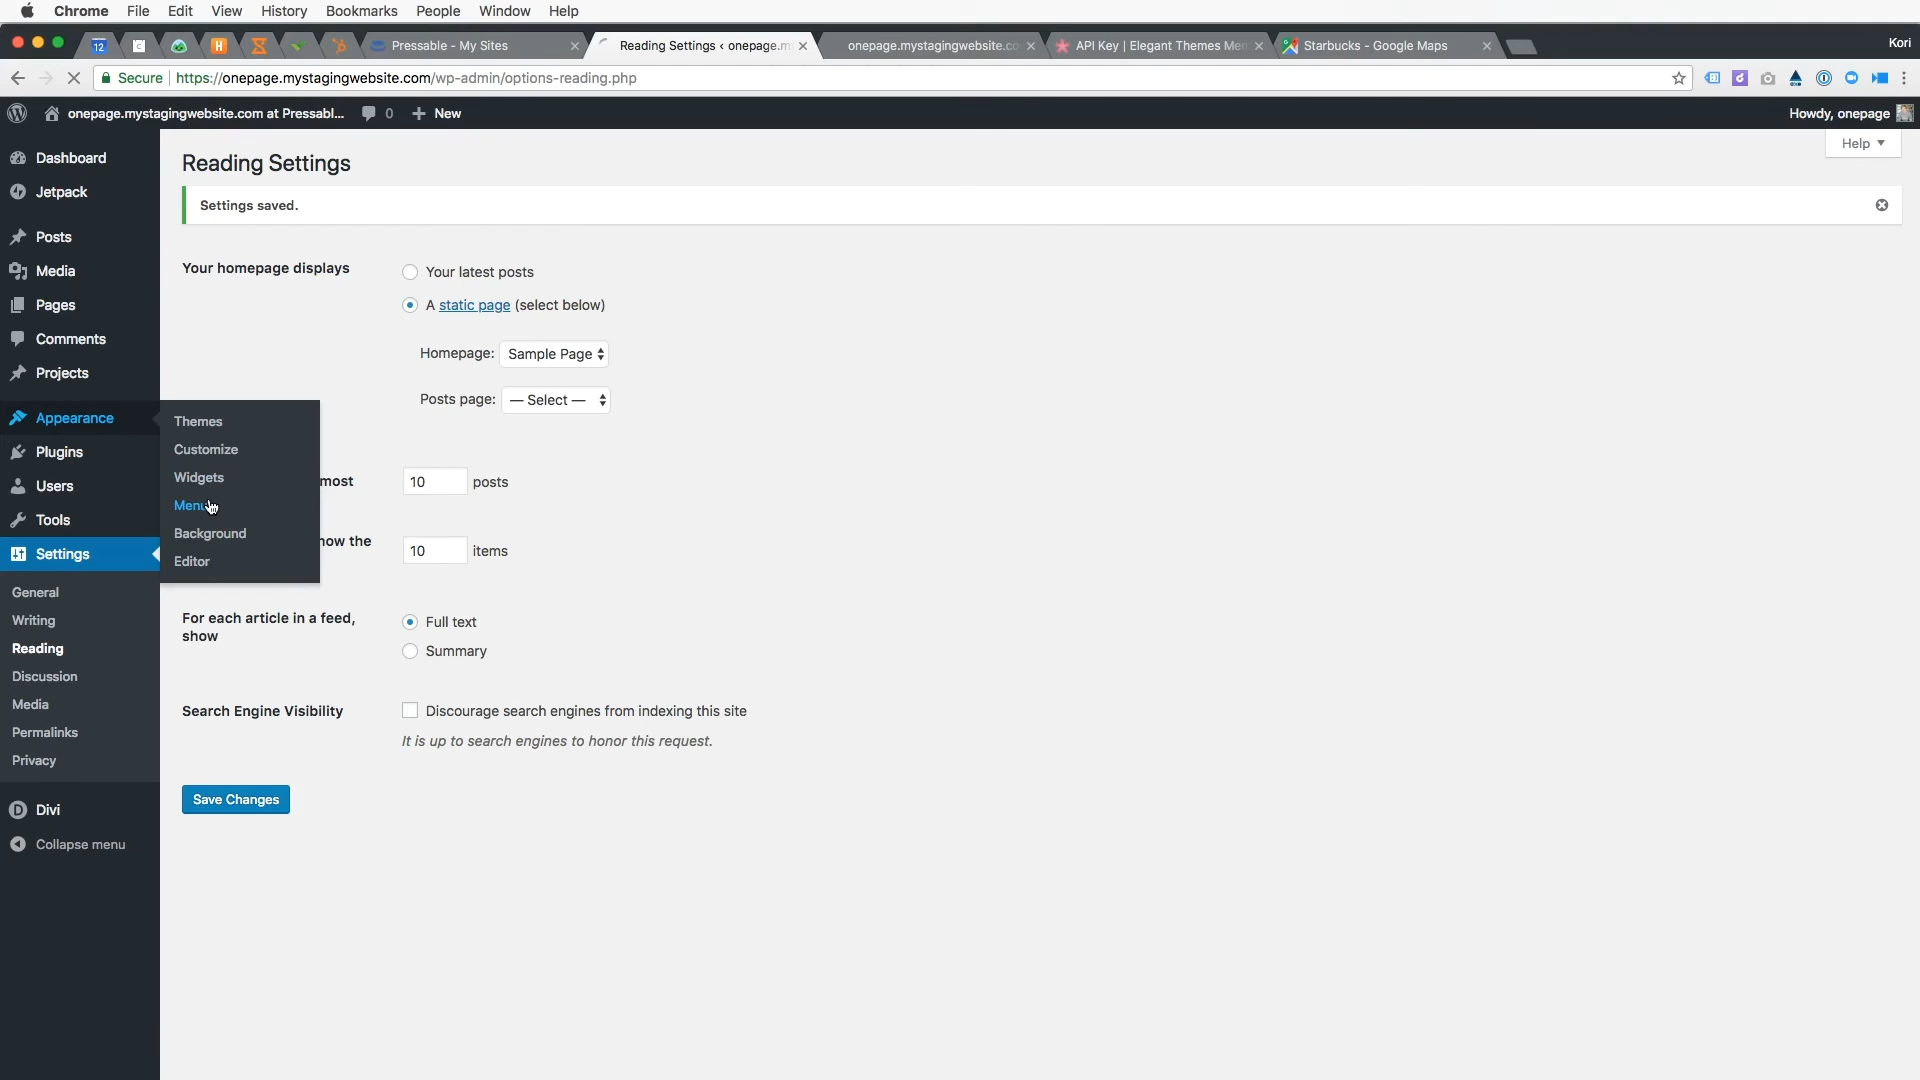 Chrome File Edit View History Bookmarks People Window Help
12 C H Pressable - My Sites Reading Settings ‹ onepage.m onepage.mystagingwebsite.co API Key | Elegant Themes Mem Starbucks - Google Maps Kori
Secure https://onepage.mystagingwebsite.com/wp-admin/options-reading.php
onepage.mystagingwebsite.com at Pressabl... 0 New Howdy, onepage
Help
Dashboard
Jetpack
Posts
Media
Pages
Comments
Projects
Appearance
Plugins
Users
Tools
Settings
General
Writing
Reading
Discussion
Media
Permalinks
Privacy
D Divi
Collapse menu
Themes
Customize
Widgets
Menu
Background
Editor
Reading Settings
Settings saved.
Your homepage displays
Your latest posts
A static page (select below)
Homepage: Sample Page
Posts page: — Select —
most 10 posts
how the 10 items
For each article in a feed,
show
Full text
Summary
Search Engine Visibility Discourage search engines from indexing this site
It is up to search engines to honor this request.
Save Changes